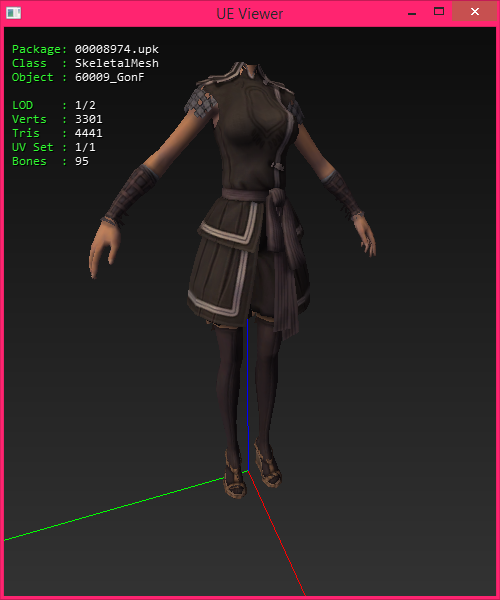 UE Viewer
Package: 00008974.upk
Class  : SkeletalMesh
Object : 60009_GonF
LOD    : 1/2
Verts  : 3301
Tris   : 4441
UV Set : 1/1
Bones  : 95